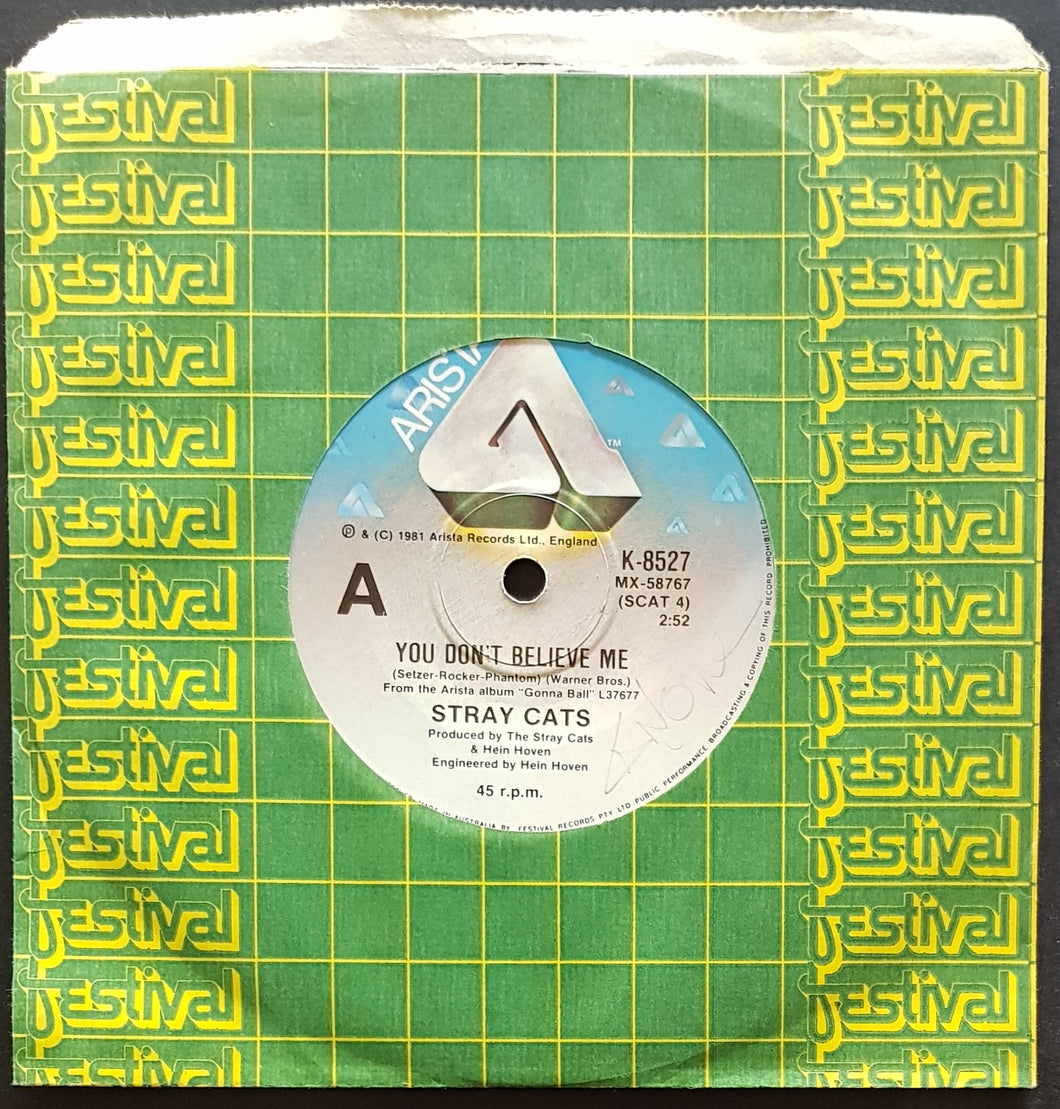 Festival Festival
Festival Festival
Festival Festival
Festival Festival
Festival Festival
Festival Festival
Festival Festival
Festival Festival
Festival Festival
Festival Festival
Festival Festival
Festival Festival
Festival Festival
ARISTA
TM
℗ & (C) 1981 Arista Records Ltd., England
A
K-8527
MX-58767
(SCAT 4)
2:52
YOU DON'T BELIEVE ME
(Setzer-Rocker-Phantom) (Warner Bros.)
From the Arista album "Gonna Ball" L37677
STRAY CATS
Produced by The Stray Cats
& Hein Hoven
Engineered by Hein Hoven
45 r.p.m.
MADE IN AUSTRALIA BY FESTIVAL RECORDS PTY. LTD PUBLIC PERFORMANCE BROADCASTING & COPYING OF THIS RECORD PROHIBITED